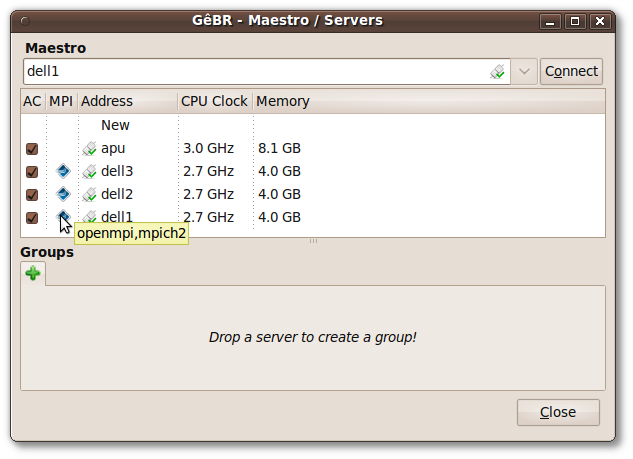 GêBR - Maestro / Servers
Maestro
dell1
Connect
AC MPI Address CPU Clock Memory
New
apu 3.0 GHz 8.1 GB
dell3 2.7 GHz 4.0 GB
dell2 2.7 GHz 4.0 GB
dell1 2.7 GHz 4.0 GB
openmpi,mpich2
Groups
Drop a server to create a group!
Close